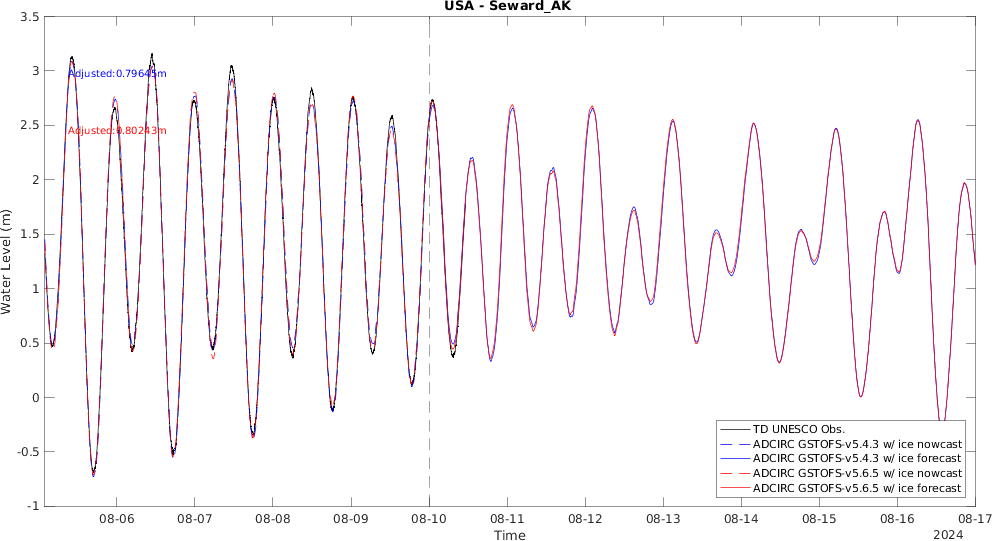 USA - Seward_AK
3.5
3
2.5
2
1.5
1
0.5
0
-0.5
-1
Water Level (m)
Adjusted:0.79645m
Adjusted:0.80243m
TD UNESCO Obs.
ADCIRC GSTOFS-v5.4.3 w/ ice nowcast
ADCIRC GSTOFS-v5.4.3 w/ ice forecast
ADCIRC GSTOFS-v5.6.5 w/ ice nowcast
ADCIRC GSTOFS-v5.6.5 w/ ice forecast
08-06 08-07 08-08 08-09 08-10 08-11 08-12 08-13 08-14 08-15 08-16 08-17
Time
2024